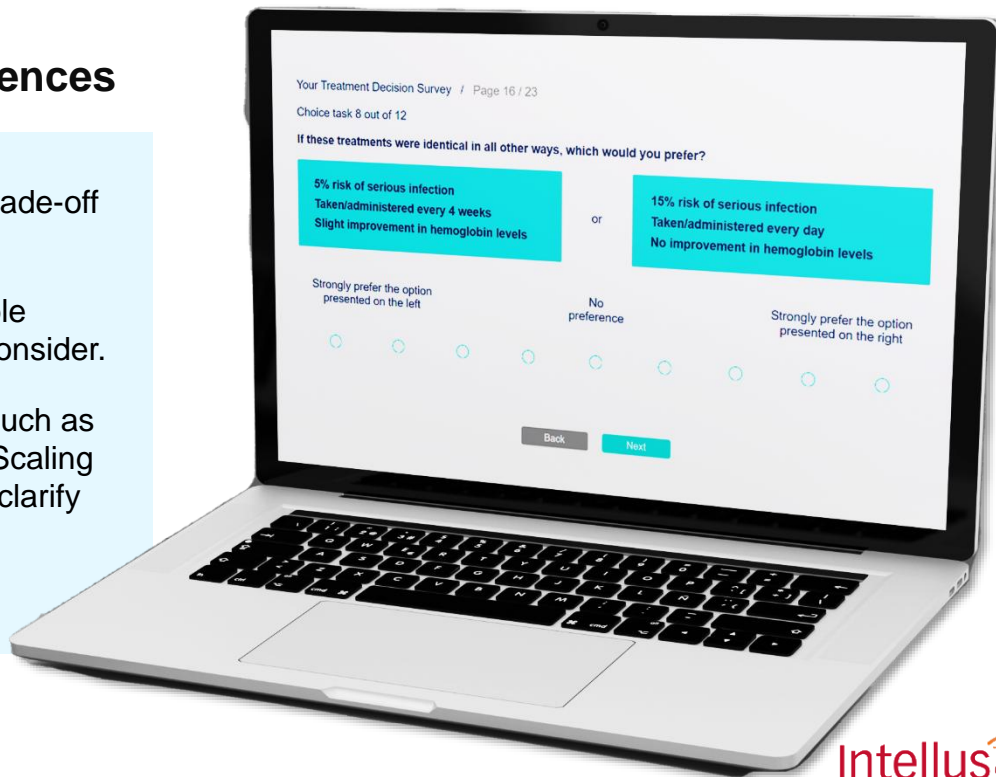 ences
ade-off
ole
onsider.
uch as
Scaling
clarify
Your Treatment Decision Survey / Page 16 / 23
Choice task 8 out of 12
If these treatments were identical in all other ways, which would you prefer?
5% risk of serious infection
Taken/administered every 4 weeks
Slight improvement in hemoglobin levels
or
15% risk of serious infection
Taken/administered every day
No improvement in hemoglobin levels
Strongly prefer the option
presented on the left
No
preference
Strongly prefer the option
presented on the right
Back
Next
Intellus